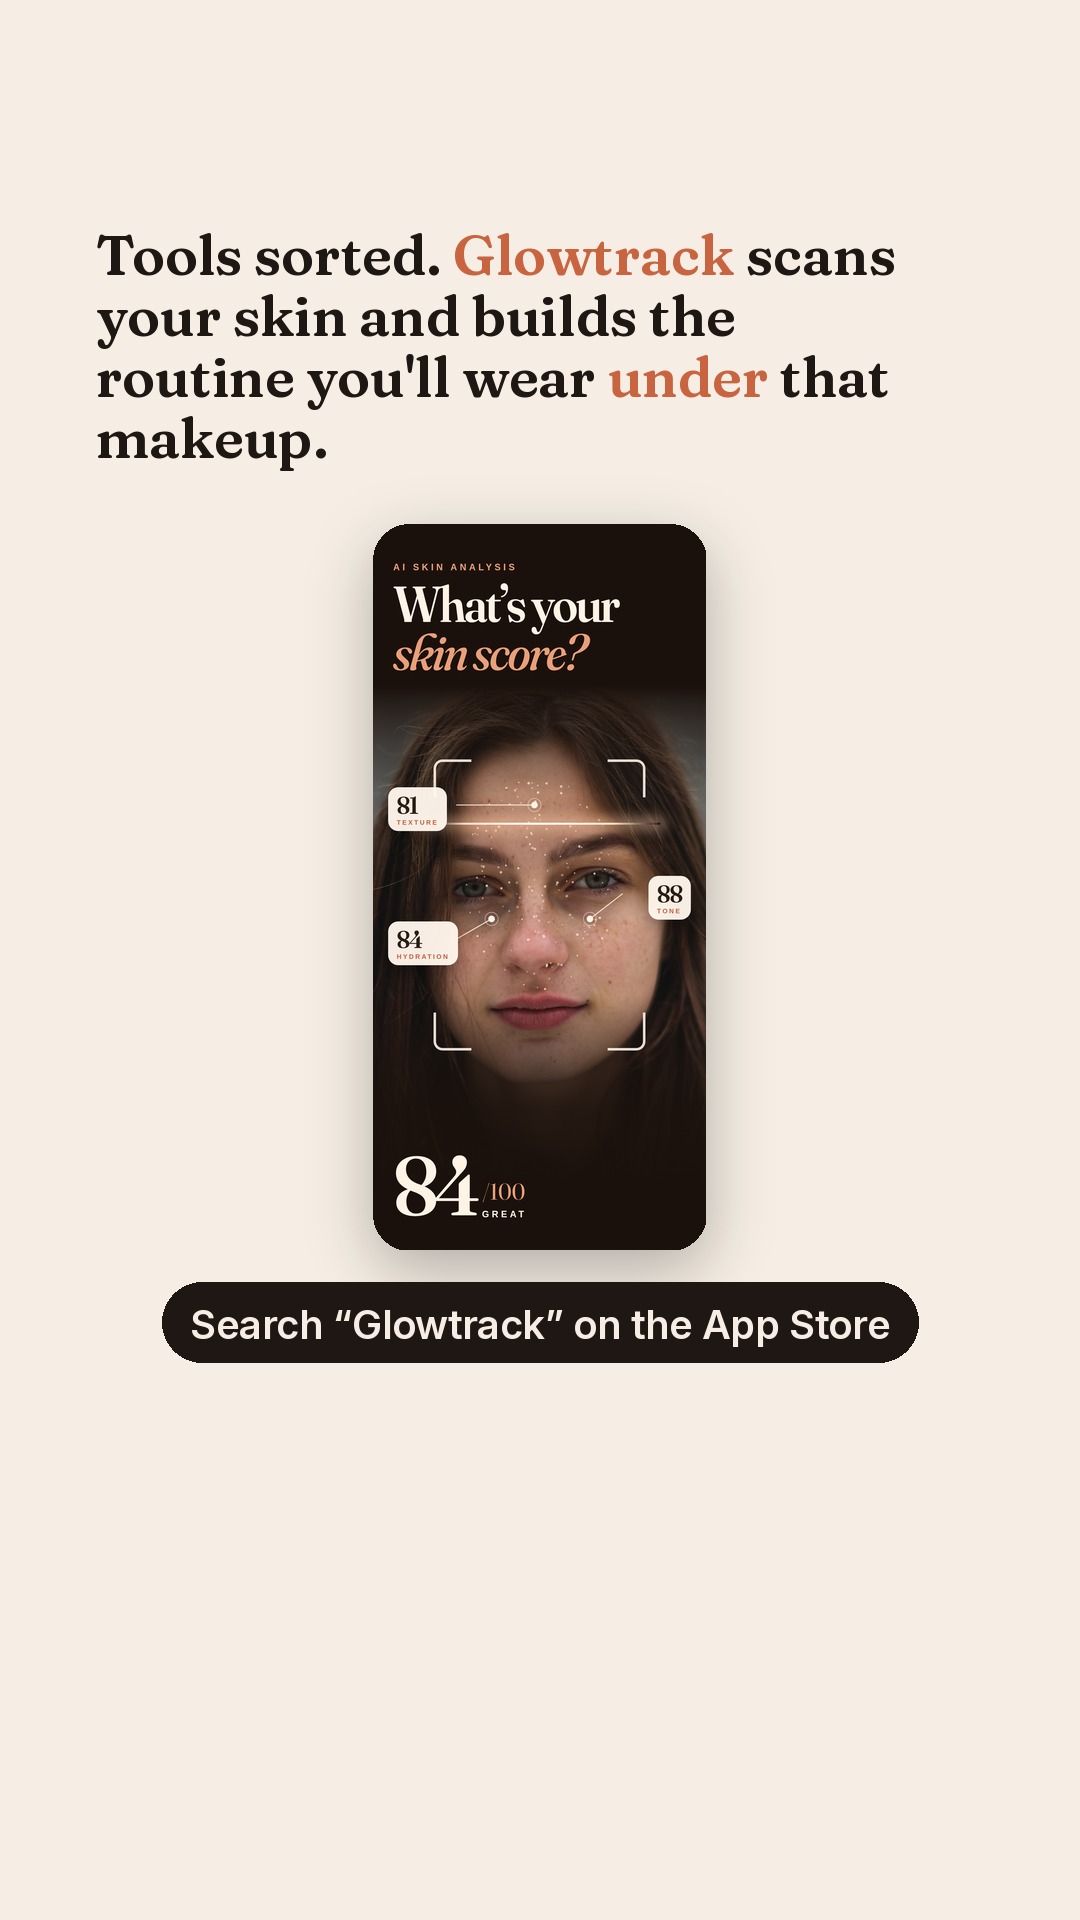 Tools sorted. Glowtrack scans
your skin and builds the
routine you'll wear under that
makeup.
AI SKIN ANALYSIS
What’s your
skin score?
81
TEXTURE
88
TONE
84
HYDRATION
84 /100
GREAT
Search “Glowtrack” on the App Store